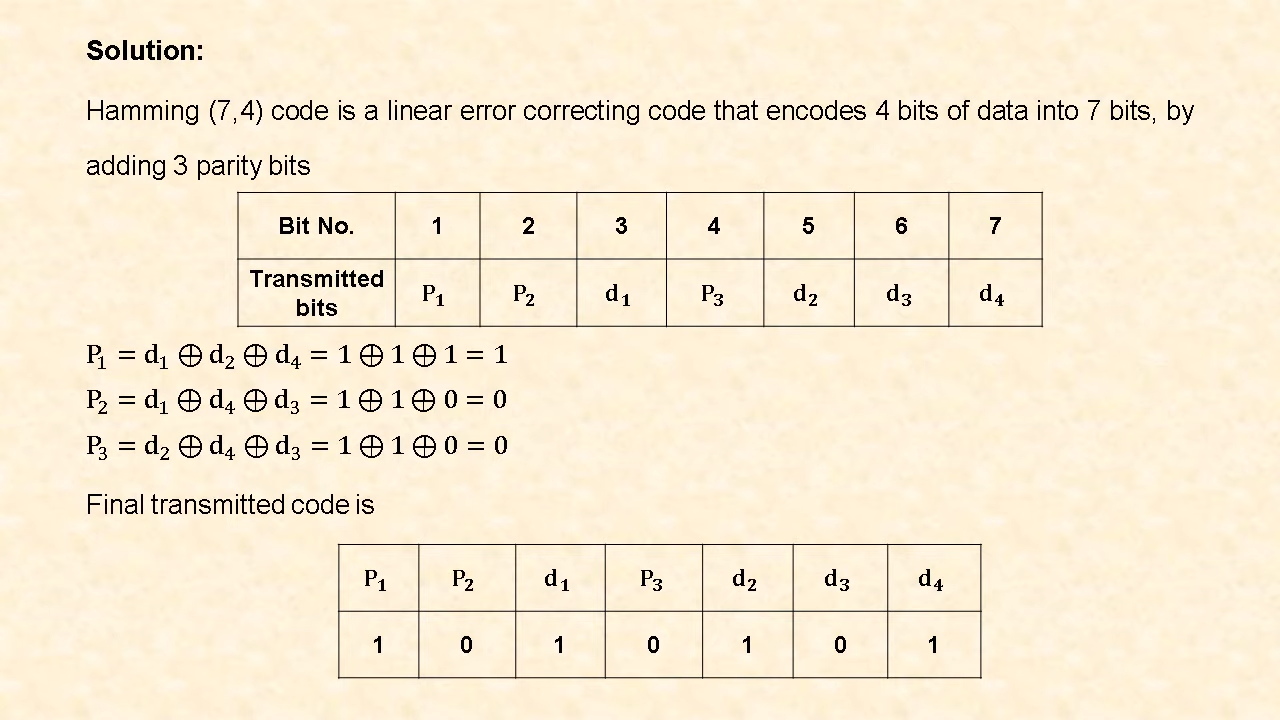 Solution:
Hamming (7,4) code is a linear error correcting code that encodes 4 bits of data into 7 bits, by
adding 3 parity bits
Bit No. 1 2 3 4 5 6 7
Transmitted bits P₁ P₂ d₁ P₃ d₂ d₃ d₄
P₁ = d₁ ⊕ d₂ ⊕ d₄ = 1 ⊕ 1 ⊕ 1 = 1
P₂ = d₁ ⊕ d₄ ⊕ d₃ = 1 ⊕ 1 ⊕ 0 = 0
P₃ = d₂ ⊕ d₄ ⊕ d₃ = 1 ⊕ 1 ⊕ 0 = 0
Final transmitted code is
P₁ P₂ d₁ P₃ d₂ d₃ d₄
1 0 1 0 1 0 1